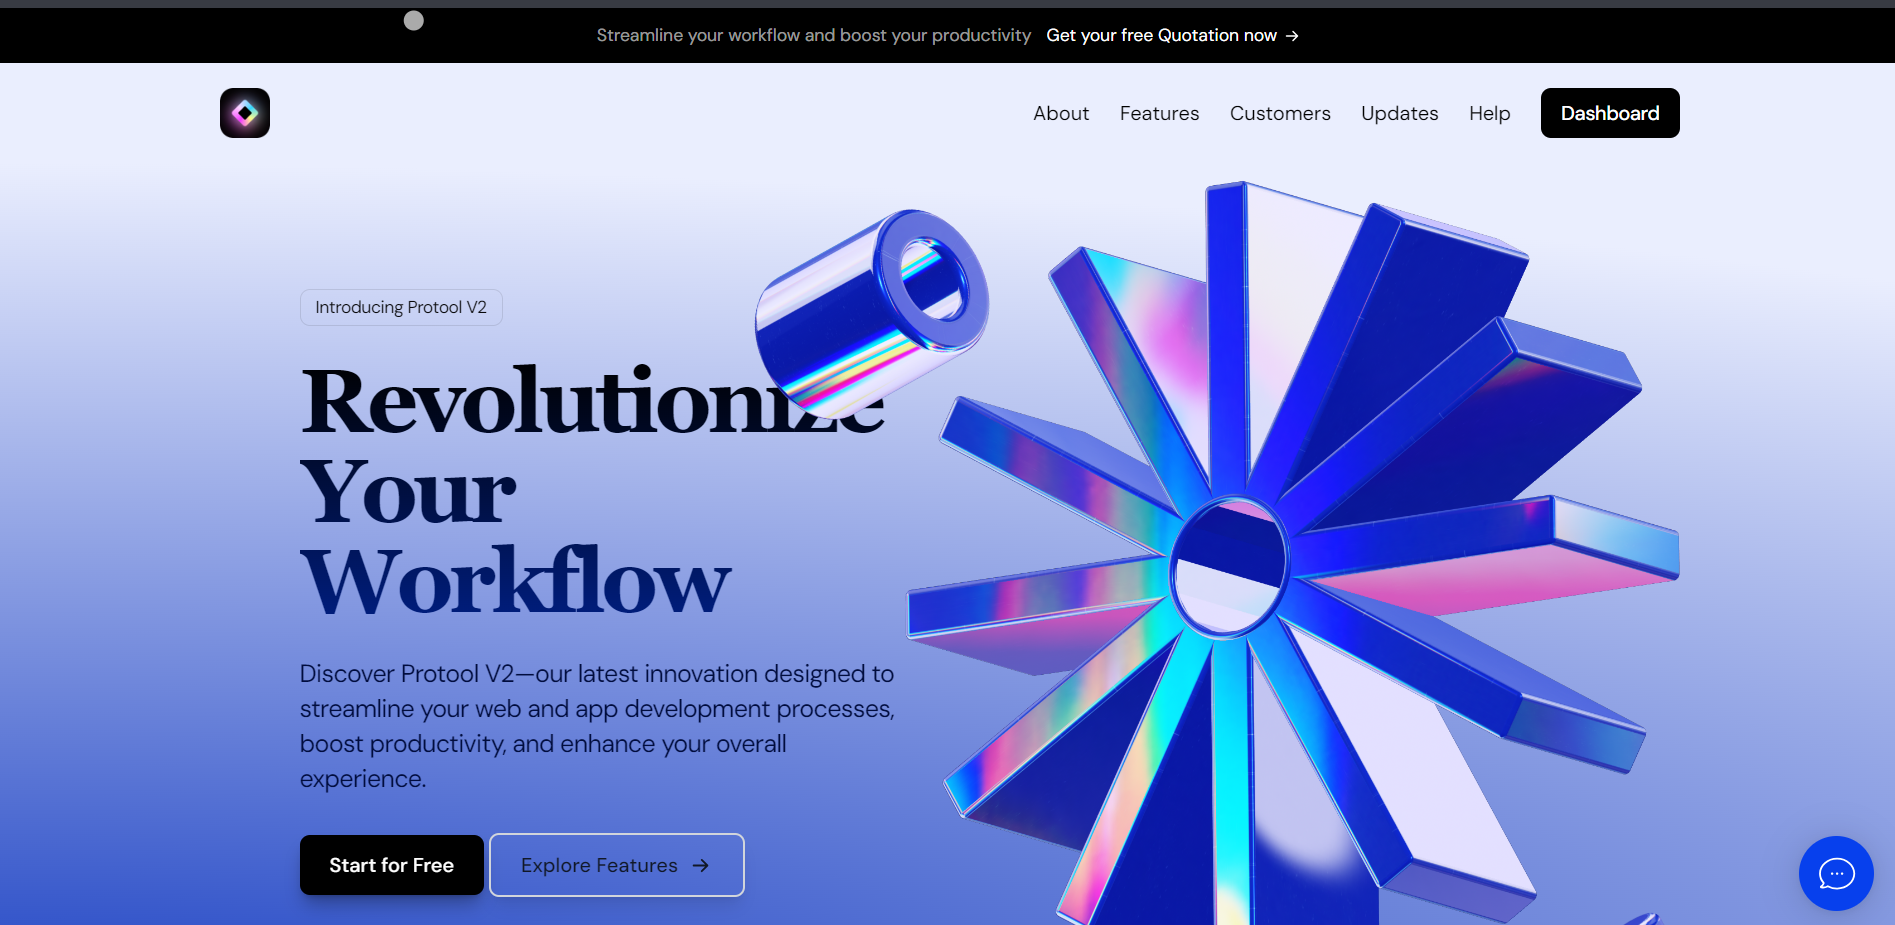 Streamline your workflow and boost your productivity Get your free Quotation now →
About Features Customers Updates Help Dashboard
Introducing Protool V2
Revolutionize
Your
Workflow
Discover Protool V2—our latest innovation designed to
streamline your web and app development processes,
boost productivity, and enhance your overall
experience.
Start for Free Explore Features →